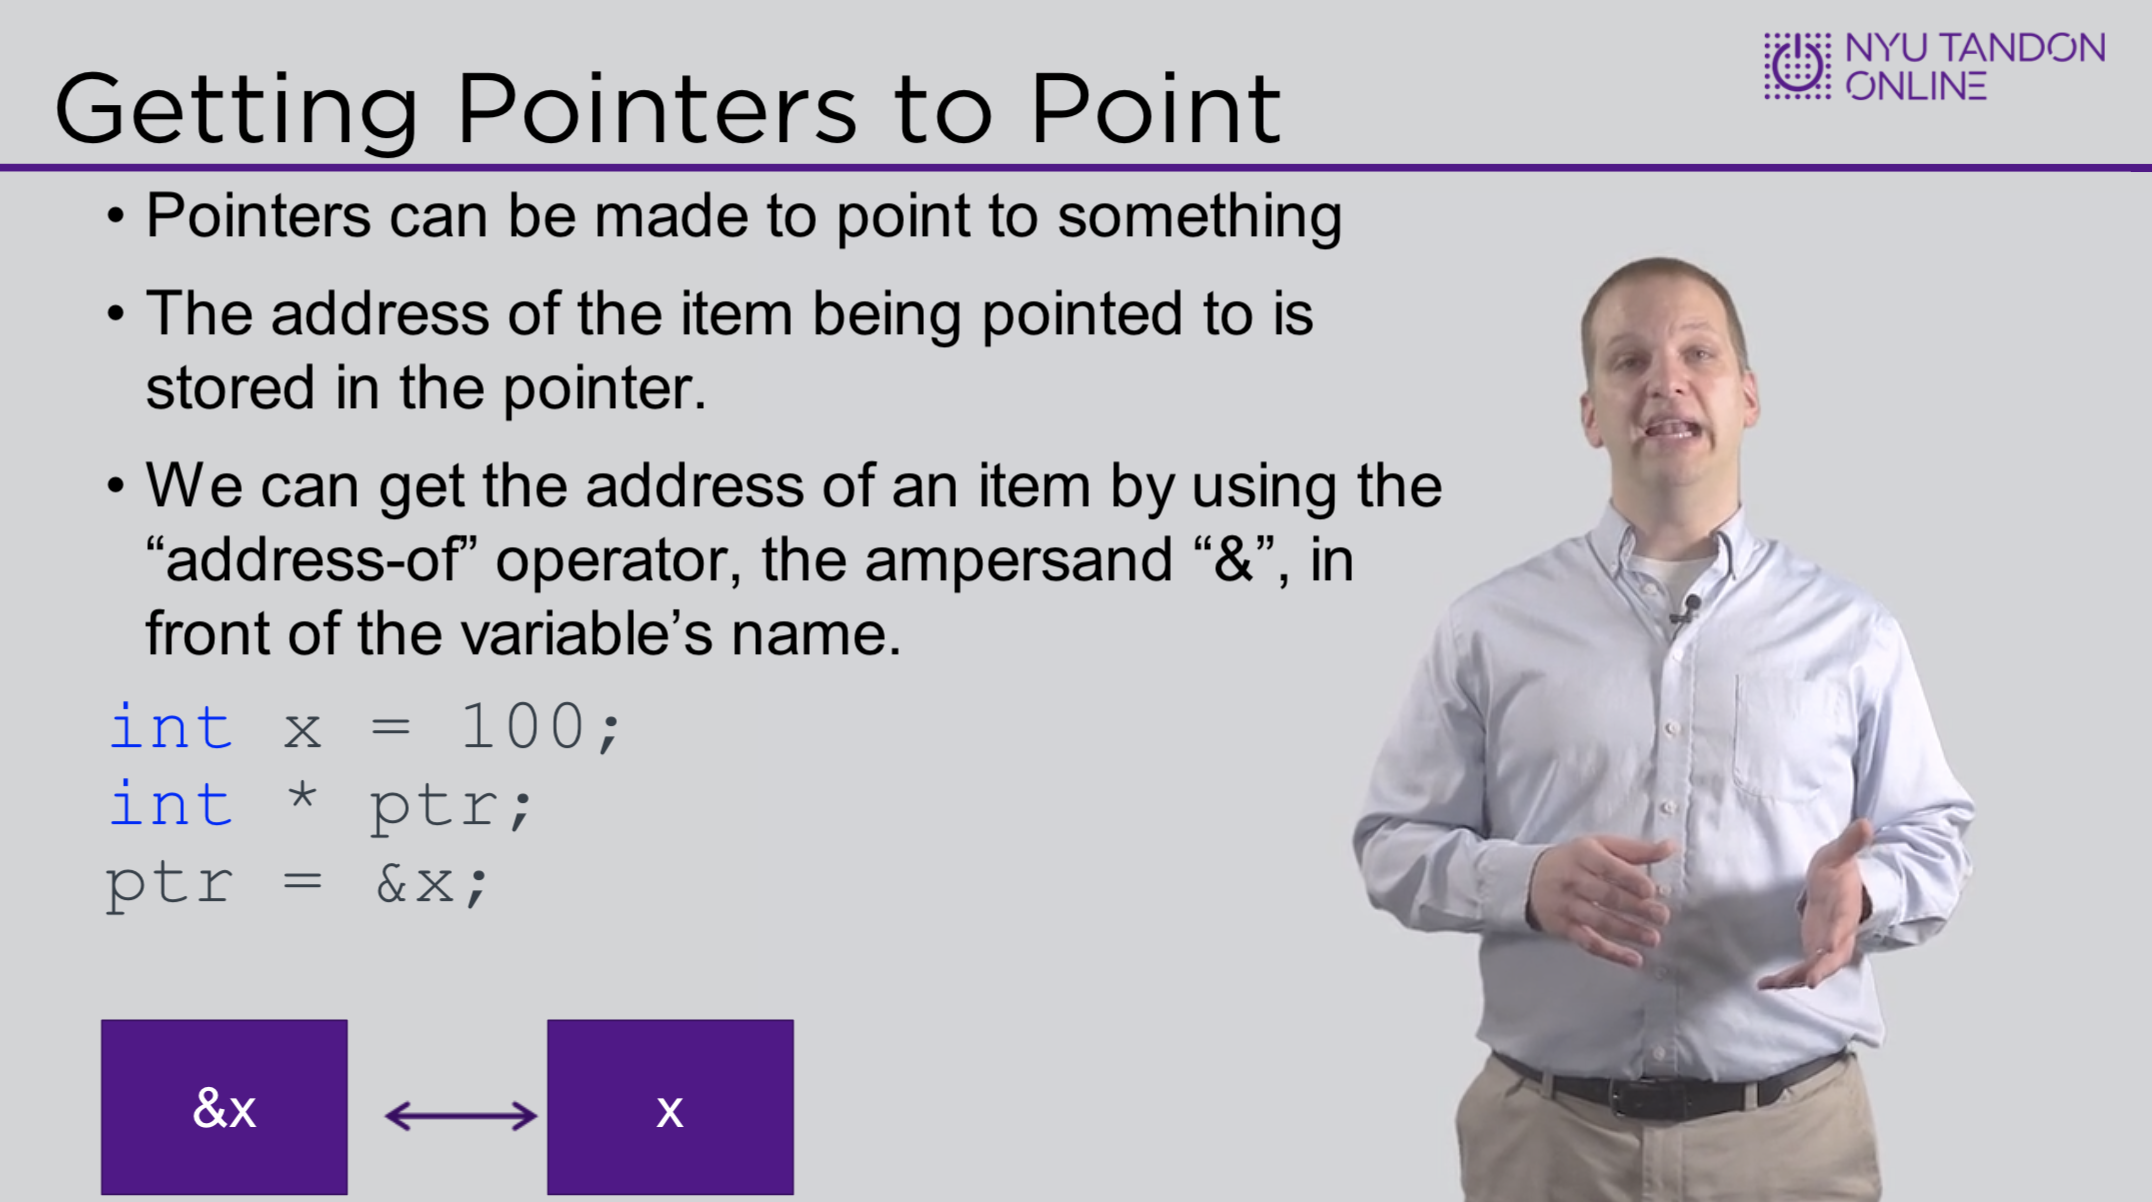 NYU TANDON
ONLINE
Getting Pointers to Point
• Pointers can be made to point to something
• The address of the item being pointed to is
stored in the pointer.
• We can get the address of an item by using the
“address-of” operator, the ampersand “&”, in
front of the variable’s name.
int x = 100;
int * ptr;
ptr = &x;
&x
x